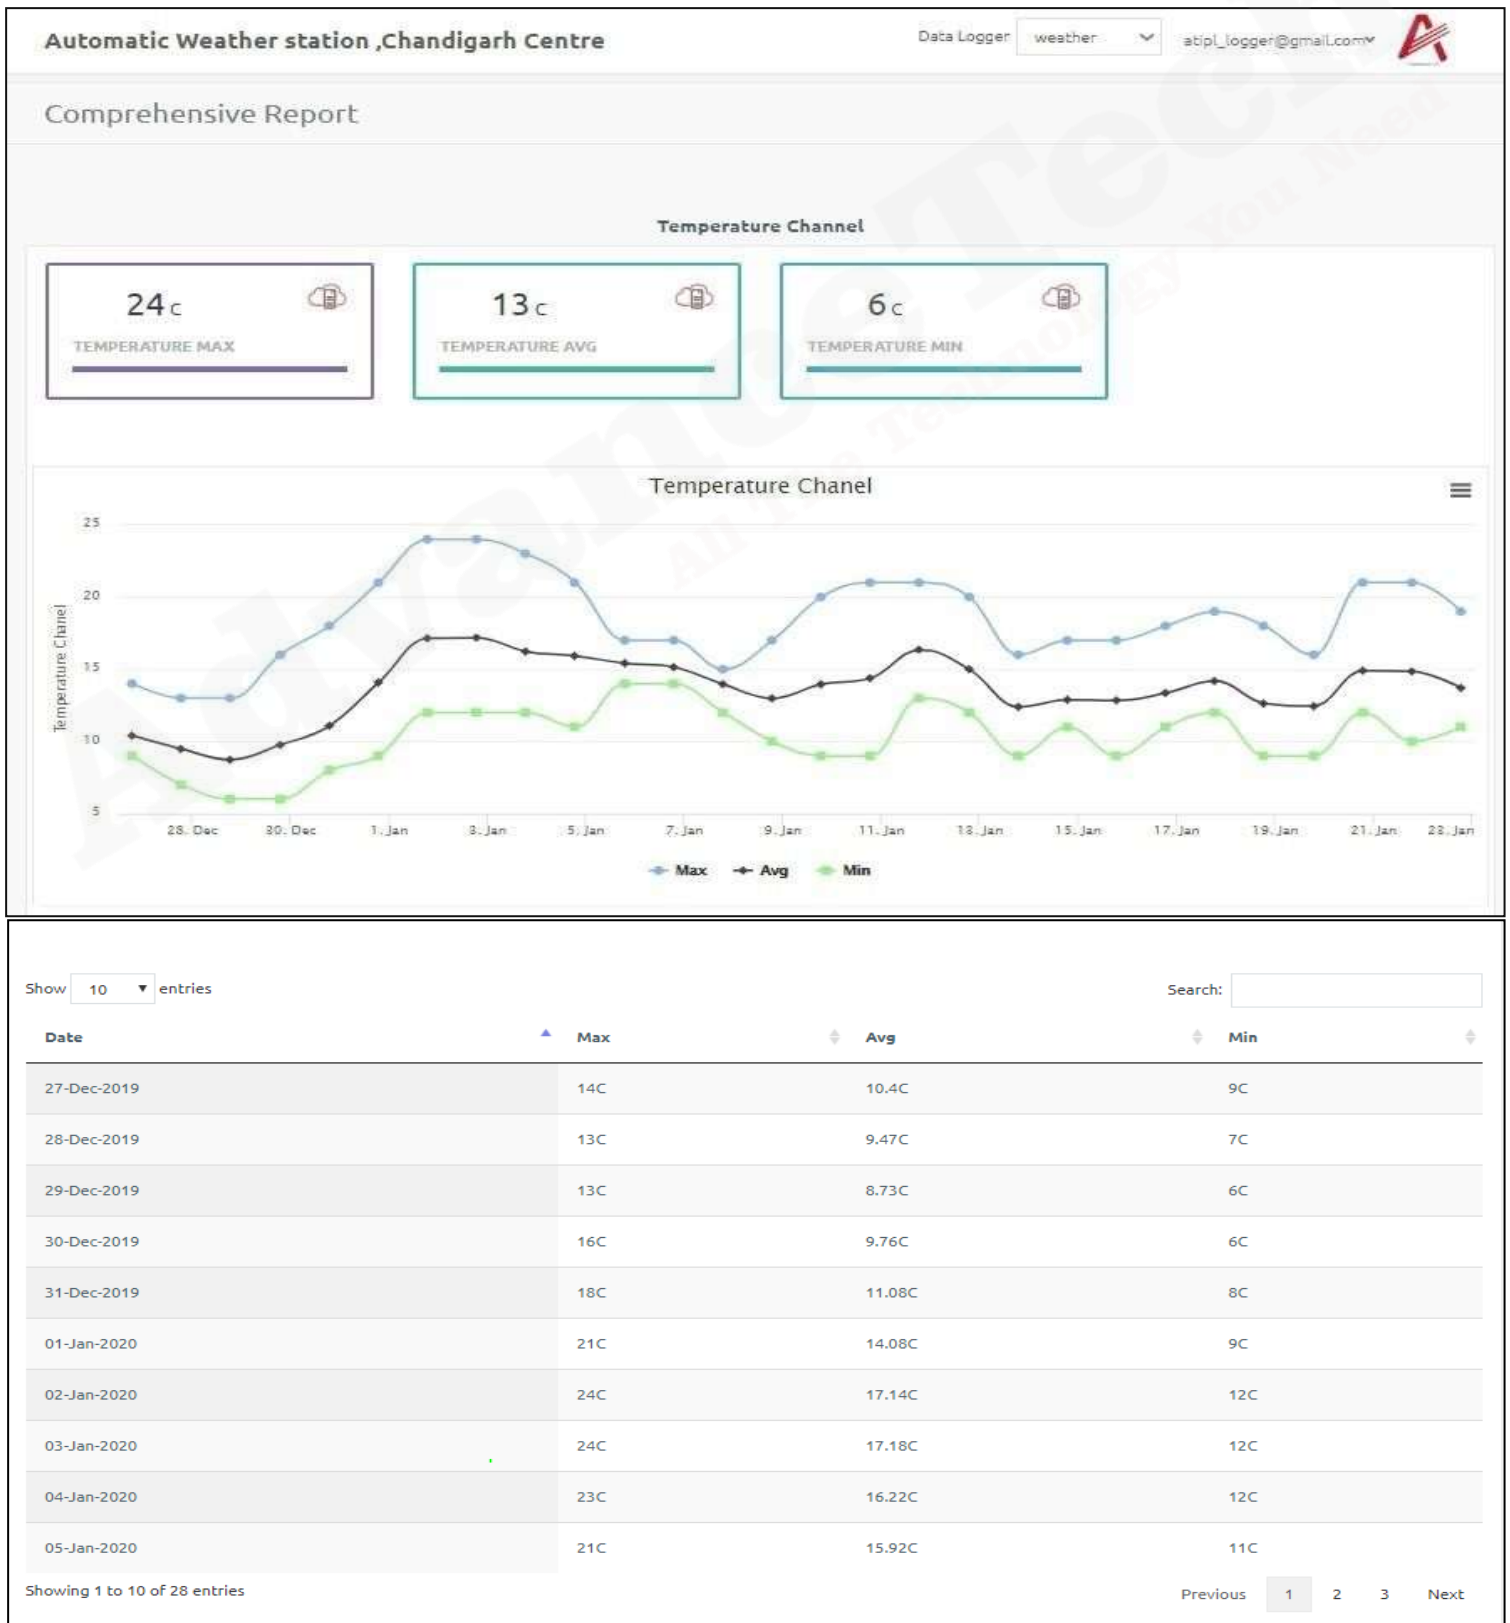 Automatic Weather station ,Chandigarh Centre
Data Logger weather atipl_logger@gmail.com
Comprehensive Report
Temperature Channel
24 C
TEMPERATURE MAX
13 C
TEMPERATURE AVG
6 C
TEMPERATURE MIN
Temperature Chanel
Temperature Chanel
25
20
15
10
5
28. Dec 30. Dec 1. Jan 3. Jan 5. Jan 7. Jan 9. Jan 11. Jan 13. Jan 15. Jan 17. Jan 19. Jan 21. Jan 23. Jan
Max Avg Min
Advance Tech
An The Technology You Need
Show 10 entries
Search:
Date Max Avg Min
27-Dec-2019 14C 10.4C 9C
28-Dec-2019 13C 9.47C 7C
29-Dec-2019 13C 8.73C 6C
30-Dec-2019 16C 9.76C 6C
31-Dec-2019 18C 11.08C 8C
01-Jan-2020 21C 14.08C 9C
02-Jan-2020 24C 17.14C 12C
03-Jan-2020 24C 17.18C 12C
04-Jan-2020 23C 16.22C 12C
05-Jan-2020 21C 15.92C 11C
Showing 1 to 10 of 28 entries
Previous 1 2 3 Next